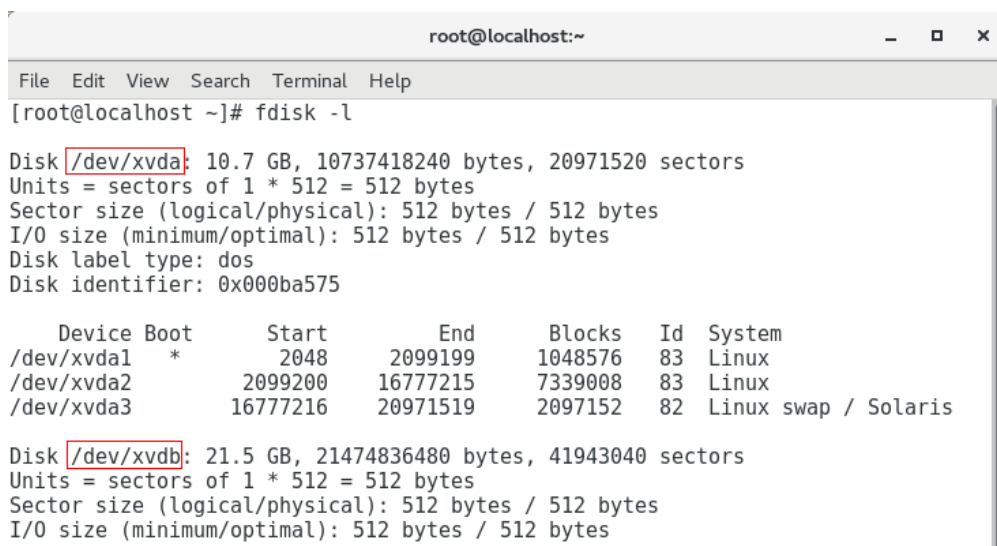 root@localhost:~
File Edit View Search Terminal Help
[root@localhost ~]# fdisk -l
Disk /dev/xvda: 10.7 GB, 10737418240 bytes, 20971520 sectors
Units = sectors of 1 * 512 = 512 bytes
Sector size (logical/physical): 512 bytes / 512 bytes
I/O size (minimum/optimal): 512 bytes / 512 bytes
Disk label type: dos
Disk identifier: 0x000ba575
Device Boot Start End Blocks Id System
/dev/xvda1 * 2048 2099199 1048576 83 Linux
/dev/xvda2 2099200 16777215 7339008 83 Linux
/dev/xvda3 16777216 20971519 2097152 82 Linux swap / Solaris
Disk /dev/xvdb: 21.5 GB, 21474836480 bytes, 41943040 sectors
Units = sectors of 1 * 512 = 512 bytes
Sector size (logical/physical): 512 bytes / 512 bytes
I/O size (minimum/optimal): 512 bytes / 512 bytes